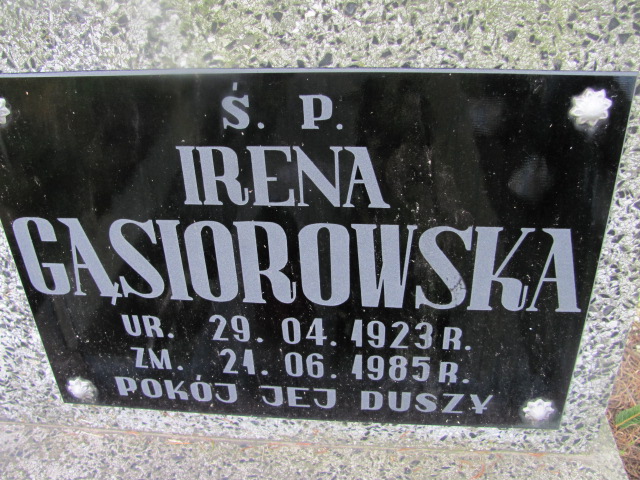 Ś. P.
IRENA
GĄSIOROWSKA
UR. 29. 04. 1923 R.
ZM. 21. 06. 1985 R.
POKÓJ JEJ DUSZY